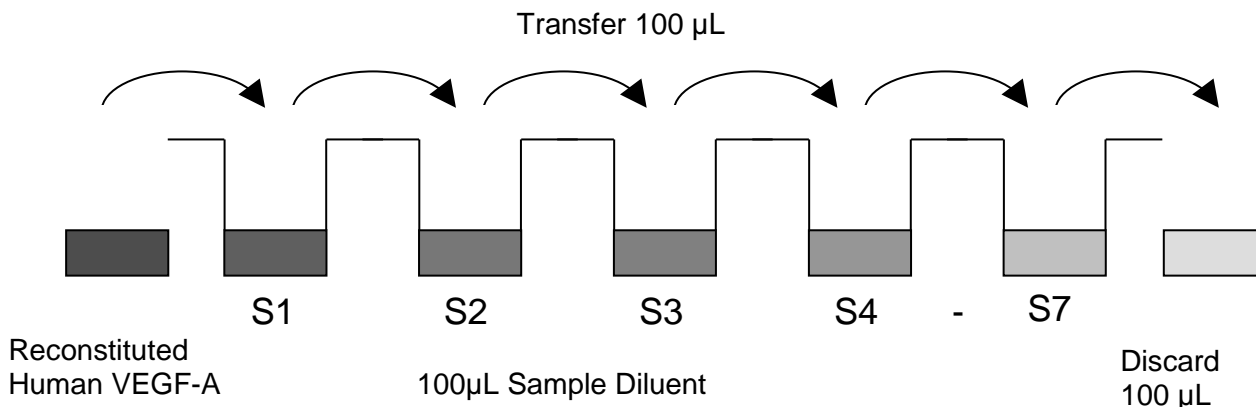 Transfer 100 µL
S1 S2 S3 S4 - S7
Reconstituted
Human VEGF-A
100µL Sample Diluent
Discard
100 µL